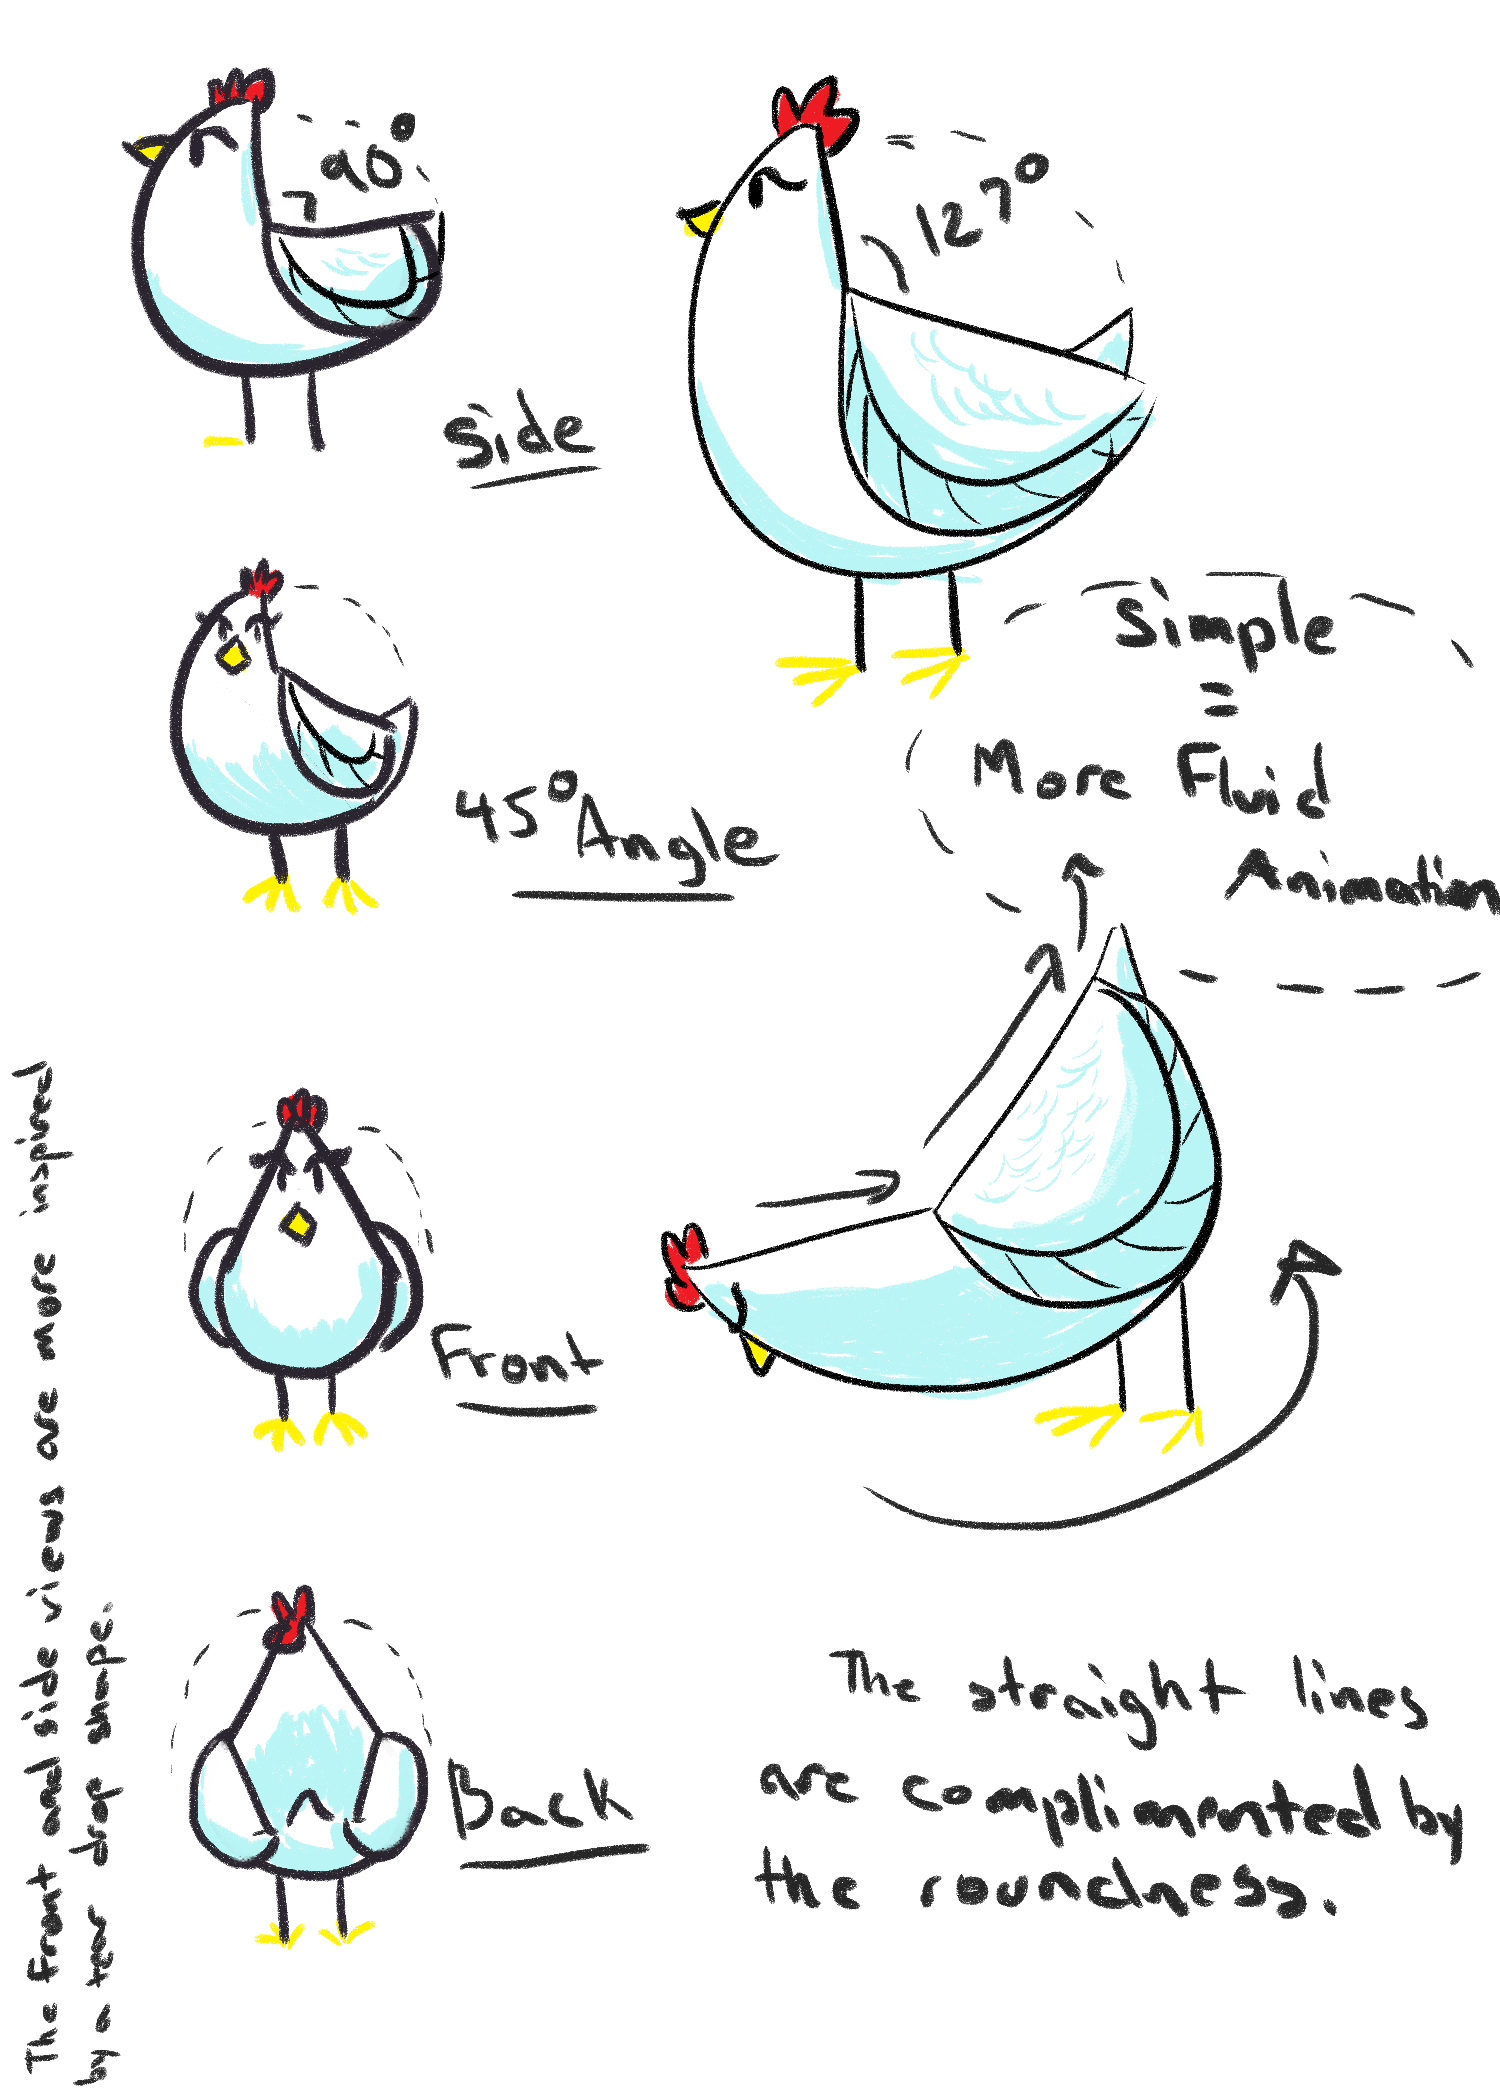 90°
127°
Side
Simple
=
More Fluid
Animation
45° Angle
Front
Back
The straight lines
are complimented by
the roundness.
The front and side views are more inspired
by a tear drop shape.